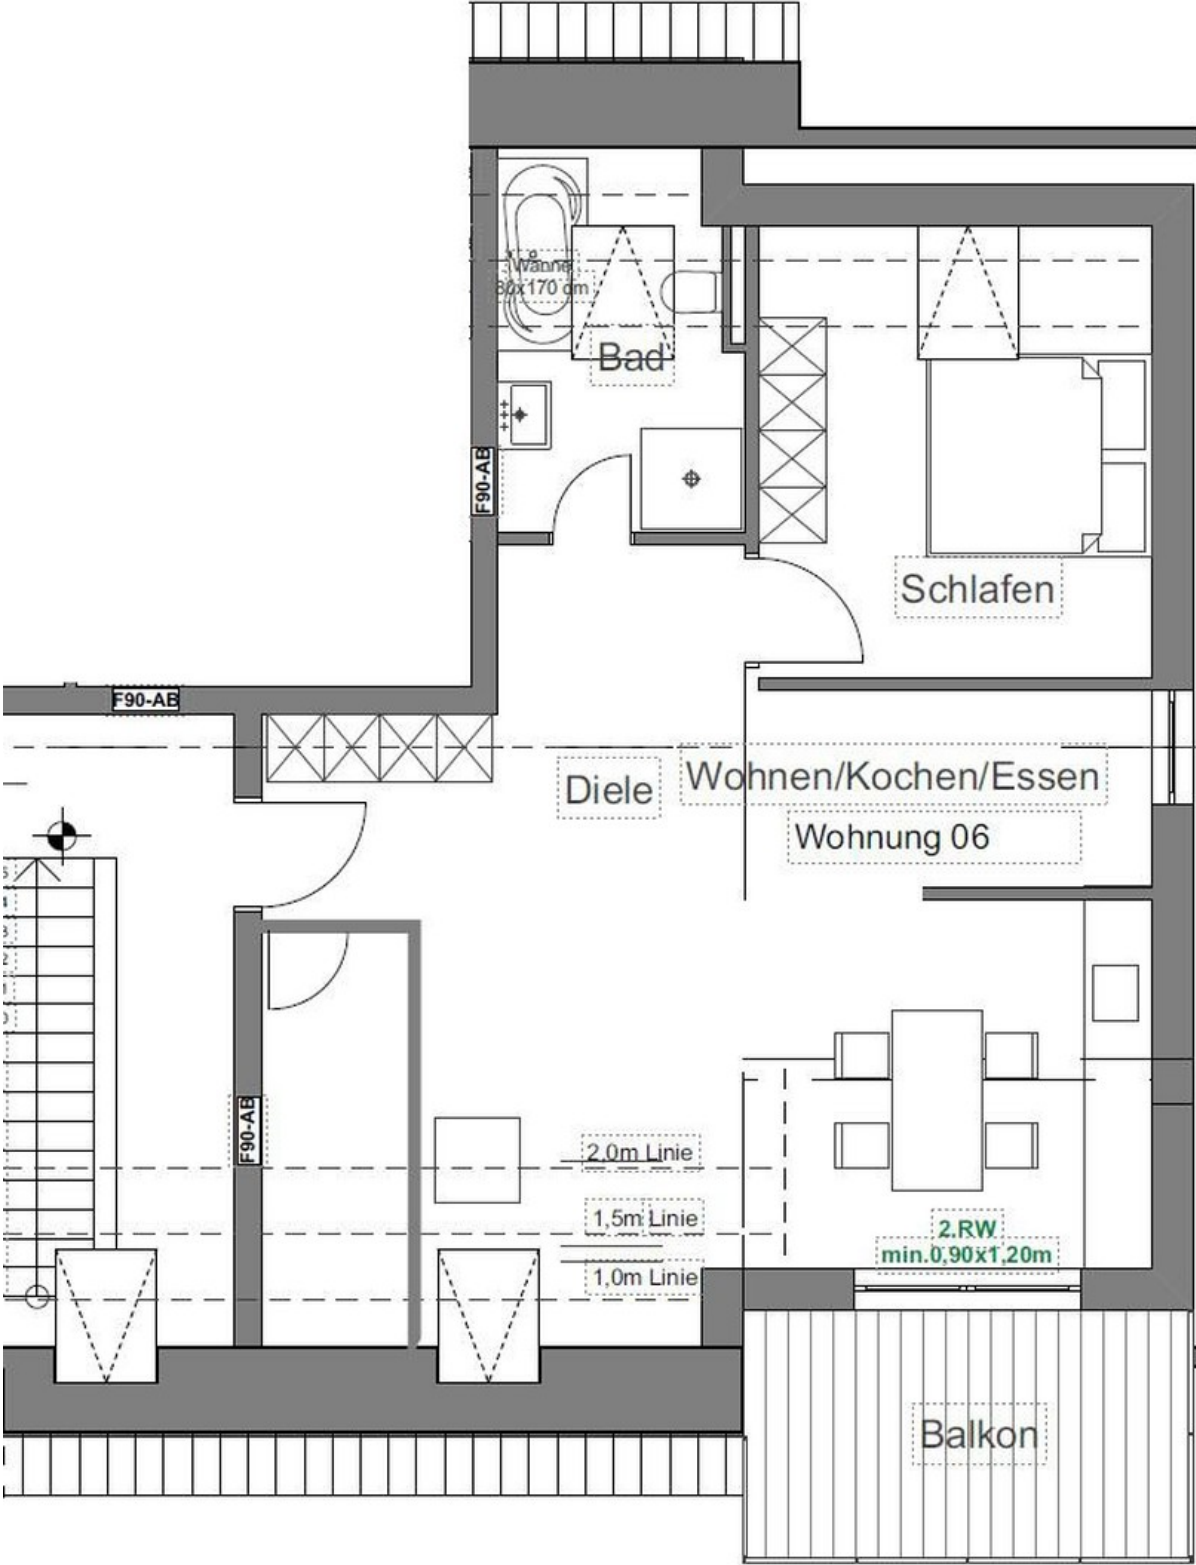 Wanne
80x170 cm
Bad
F90-AB
Schlafen
F90-AB
Diele
Wohnen/Kochen/Essen
Wohnung 06
F90-AB
2,0m Linie
1,5m Linie
1,0m Linie
2.RW
min.0,90x1,20m
Balkon